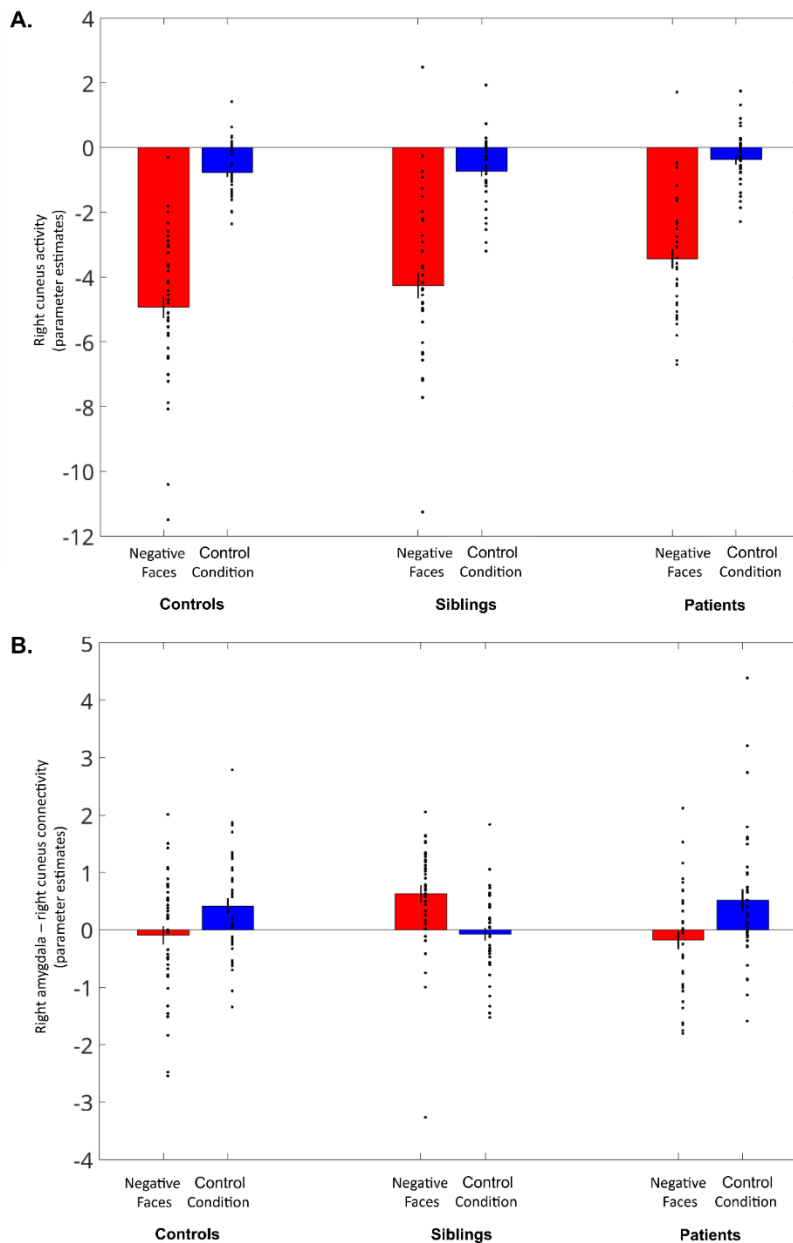 A.
Right cuneus activity
(parameter estimates)
4
2
0
-2
-4
-6
-8
-10
-12
Negative Faces
Control Condition
Negative Faces
Control Condition
Negative Faces
Control Condition
Controls
Siblings
Patients
B.
Right amygdala – right cuneus connectivity
(parameter estimates)
5
4
3
2
1
0
-1
-2
-3
-4
Negative Faces
Control Condition
Negative Faces
Control Condition
Negative Faces
Control Condition
Controls
Siblings
Patients